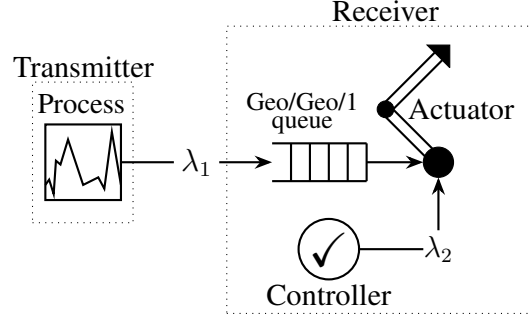 Receiver
Transmitter
Process
Geo/Geo/1
queue
Actuator
λ₁
λ₂
Controller